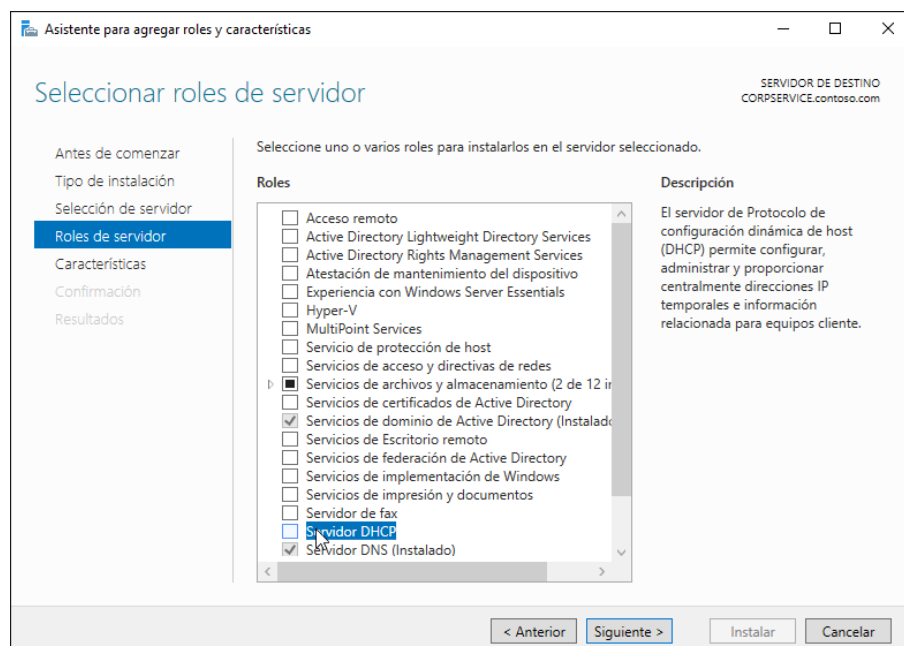 Asistente para agregar roles y características
Seleccionar roles de servidor
SERVIDOR DE DESTINO
CORPSERVICE.contoso.com
Antes de comenzar
Tipo de instalación
Selección de servidor
Roles de servidor
Características
Confirmación
Resultados
Seleccione uno o varios roles para instalarlos en el servidor seleccionado.
Roles
Acceso remoto
Active Directory Lightweight Directory Services
Active Directory Rights Management Services
Atestación de mantenimiento del dispositivo
Experiencia con Windows Server Essentials
Hyper-V
MultiPoint Services
Servicio de protección de host
Servicios de acceso y directivas de redes
Servicios de archivos y almacenamiento (2 de 12 in
Servicios de certificados de Active Directory
Servicios de dominio de Active Directory (Instalado
Servicios de Escritorio remoto
Servicios de federación de Active Directory
Servicios de implementación de Windows
Servicios de impresión y documentos
Servidor de fax
Servidor DHCP
Servidor DNS (Instalado)
Descripción
El servidor de Protocolo de
configuración dinámica de host
(DHCP) permite configurar,
administrar y proporcionar
centralmente direcciones IP
temporales e información
relacionada para equipos cliente.
< Anterior
Siguiente >
Instalar
Cancelar